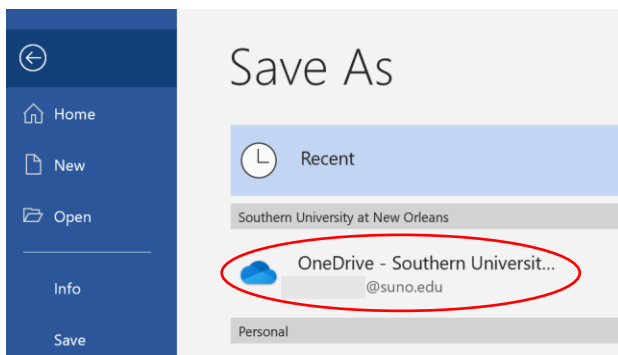 Save As
Home
New
Open
Info
Save
Recent
Southern University at New Orleans
OneDrive - Southern Universit...
@suno.edu
Personal